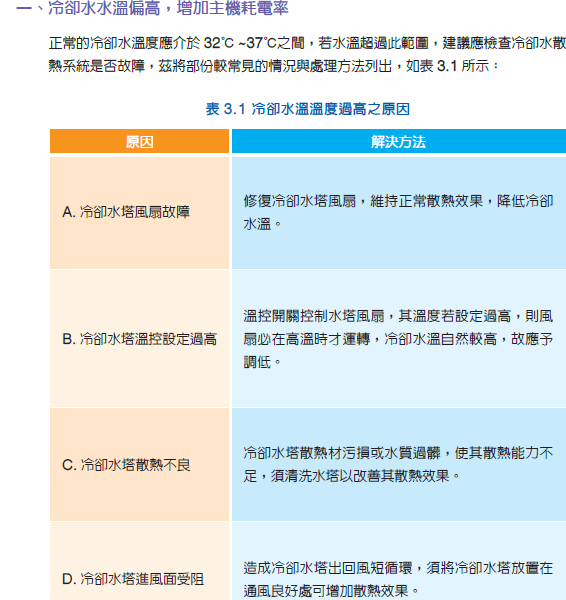 一、冷卻水水溫偏高，增加主機耗電率
正常的冷卻水溫度應介於 32℃ ~37℃之間，若水溫超過此範圍，建議應檢查冷卻水散
熱系統是否故障，茲將部份較常見的情況與處理方法列出，如表 3.1 所示：
表 3.1 冷卻水溫溫度過高之原因
原因
解決方法
A. 冷卻水塔風扇故障
修復冷卻水塔風扇，維持正常散熱效果，降低冷卻
水溫。
B. 冷卻水塔溫控設定過高
溫控開關控制水塔風扇，其溫度若設定過高，則風
扇必在高溫時才運轉，冷卻水溫自然較高，故應予
調低。
C. 冷卻水塔散熱不良
冷卻水塔散熱材污損或水質過髒，使其散熱能力不
足，須清洗水塔以改善其散熱效果。
D. 冷卻水塔進風面受阻
造成冷卻水塔出回風短循環，須將冷卻水塔放置在
通風良好處可增加散熱效果。